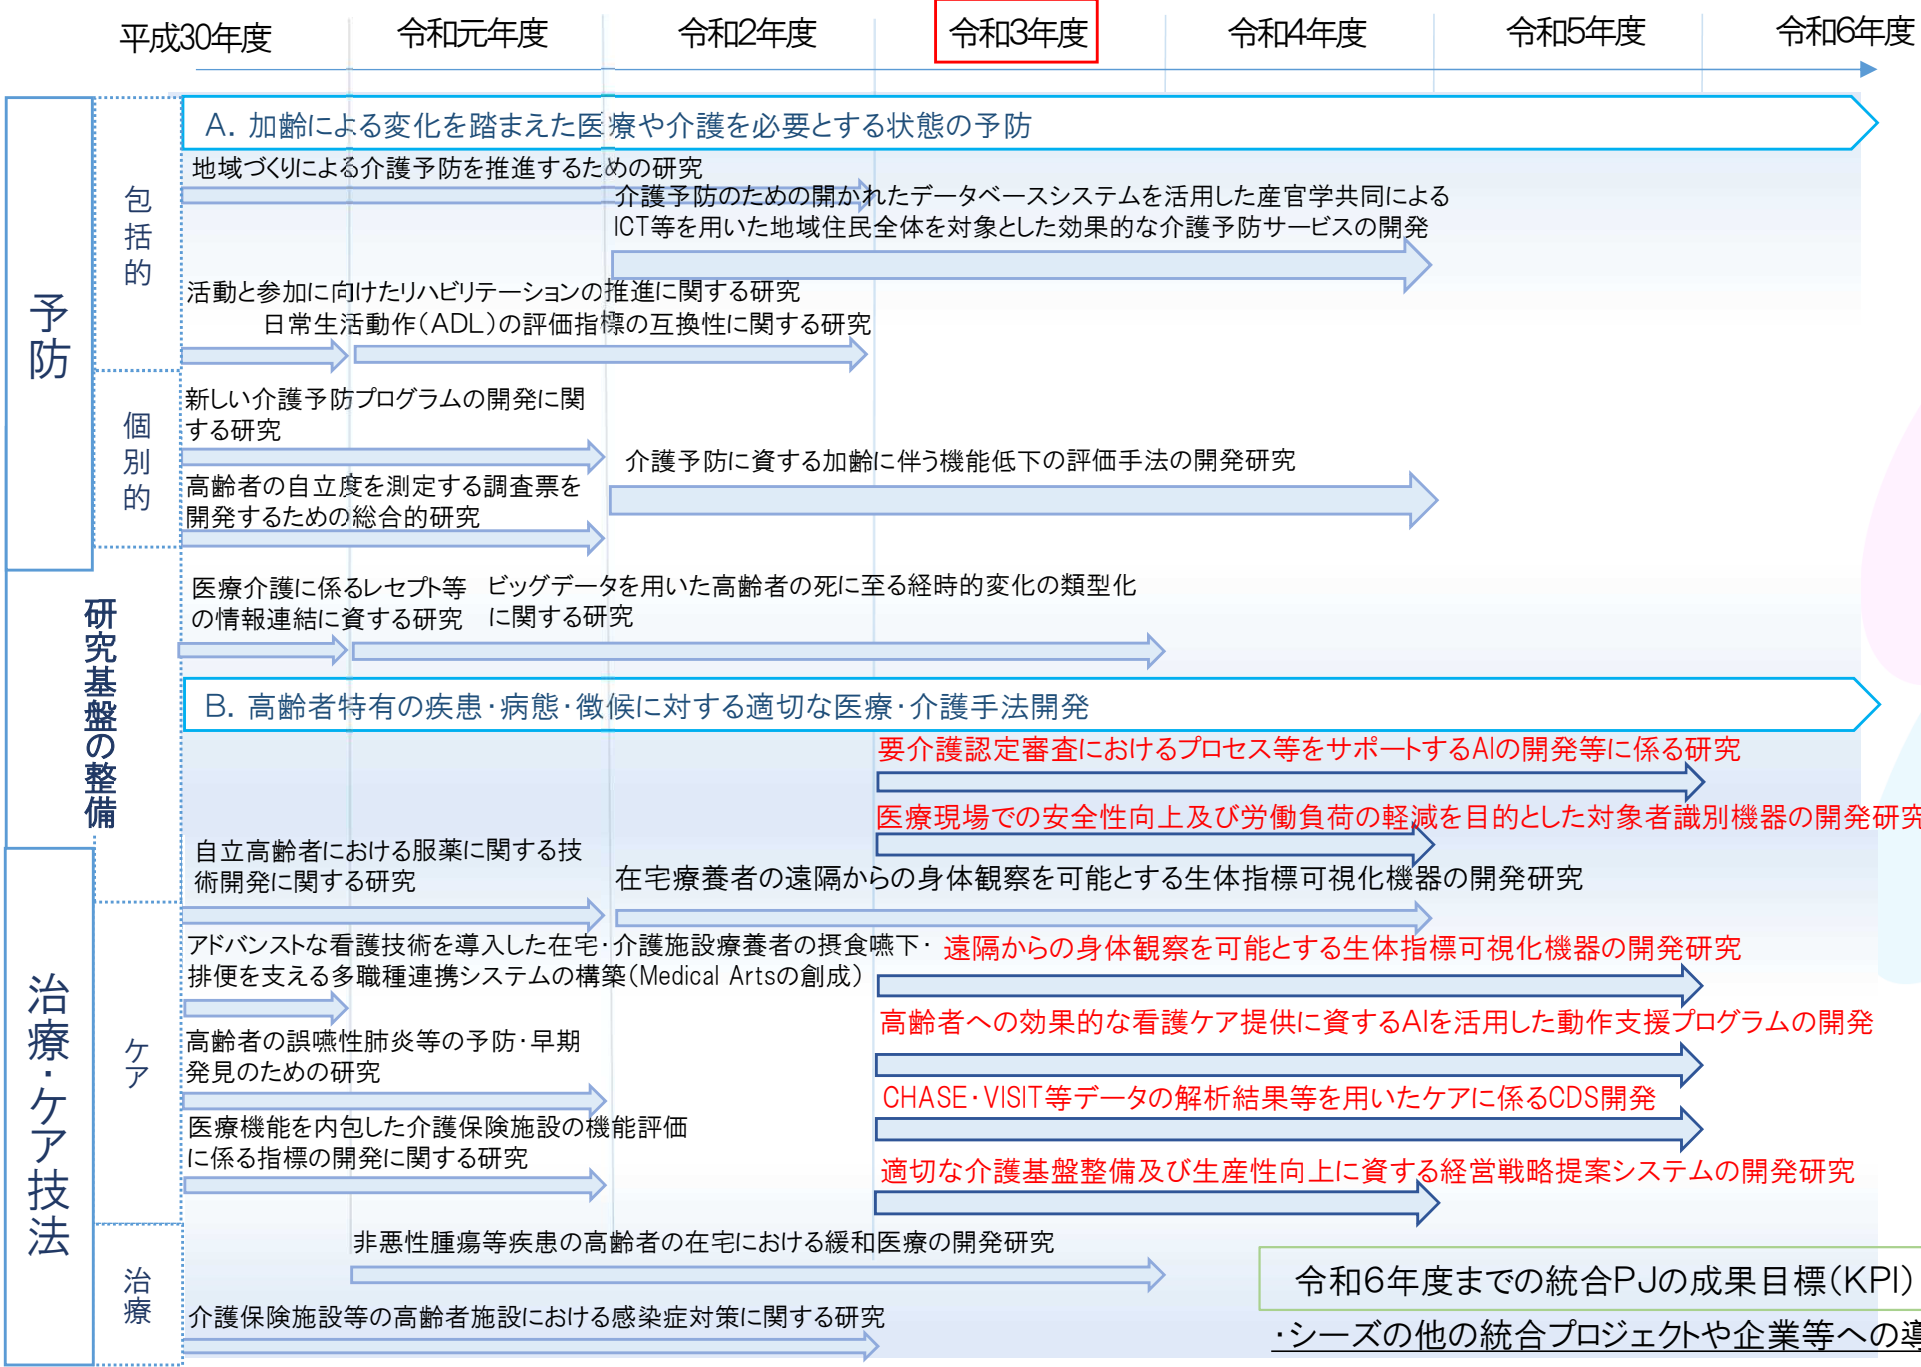 平成30年度
令和元年度
令和2年度
令和3年度
令和4年度
令和5年度
令和6年度
予防
包括的
個別的
A. 加齢による変化を踏まえた医療や介護を必要とする状態の予防
地域づくりによる介護予防を推進するための研究
介護予防のための開かれたデータベースシステムを活用した産官学共同による
ICT等を用いた地域住民全体を対象とした効果的な介護予防サービスの開発
活動と参加に向けたリハビリテーションの推進に関する研究
日常生活動作(ADL)の評価指標の互換性に関する研究
新しい介護予防プログラムの開発に関
する研究
介護予防に資する加齢に伴う機能低下の評価手法の開発研究
高齢者の自立度を測定する調査票を
開発するための総合的研究
研究基盤の整備
医療介護に係るレセプト等
の情報連結に資する研究
ビッグデータを用いた高齢者の死に至る経時的変化の類型化
に関する研究
B. 高齢者特有の疾患・病態・徴候に対する適切な医療・介護手法開発
要介護認定審査におけるプロセス等をサポートするAIの開発等に係る研究
医療現場での安全性向上及び労働負荷の軽減を目的とした対象者識別機器の開発研究
治療・ケア技法
ケア
治療
自立高齢者における服薬に関する技
術開発に関する研究
在宅療養者の遠隔からの身体観察を可能とする生体指標可視化機器の開発研究
アドバンストな看護技術を導入した在宅・介護施設療養者の摂食嚥下・
排便を支える多職種連携システムの構築(Medical Artsの創成)
遠隔からの身体観察を可能とする生体指標可視化機器の開発研究
高齢者への効果的な看護ケア提供に資するAIを活用した動作支援プログラムの開発
高齢者の誤嚥性肺炎等の予防・早期
発見のための研究
CHASE・VISIT等データの解析結果等を用いたケアに係るCDS開発
医療機能を内包した介護保険施設の機能評価
に係る指標の開発に関する研究
適切な介護基盤整備及び生産性向上に資する経営戦略提案システムの開発研究
非悪性腫瘍等疾患の高齢者の在宅における緩和医療の開発研究
介護保険施設等の高齢者施設における感染症対策に関する研究
令和6年度までの統合PJの成果目標(KPI)
・シーズの他の統合プロジェクトや企業等への導